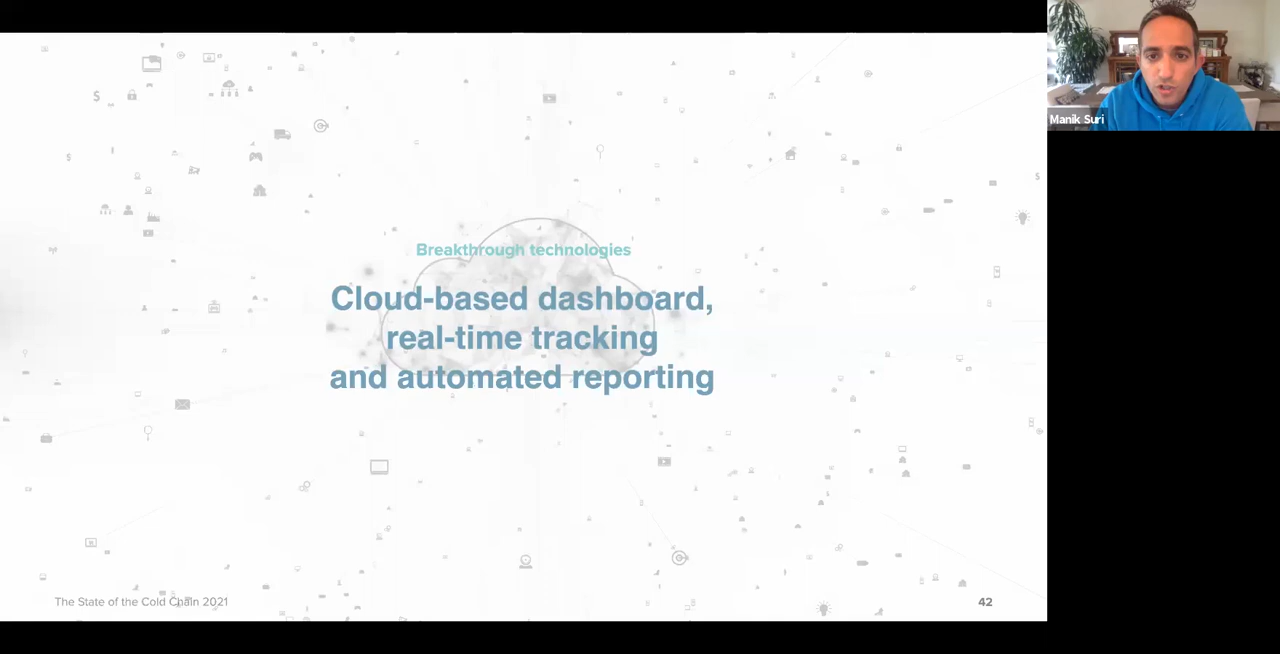 Manik Suri
Breakthrough technologies
Cloud-based dashboard,
real-time tracking
and automated reporting
The State of the Cold Chain 2021
42